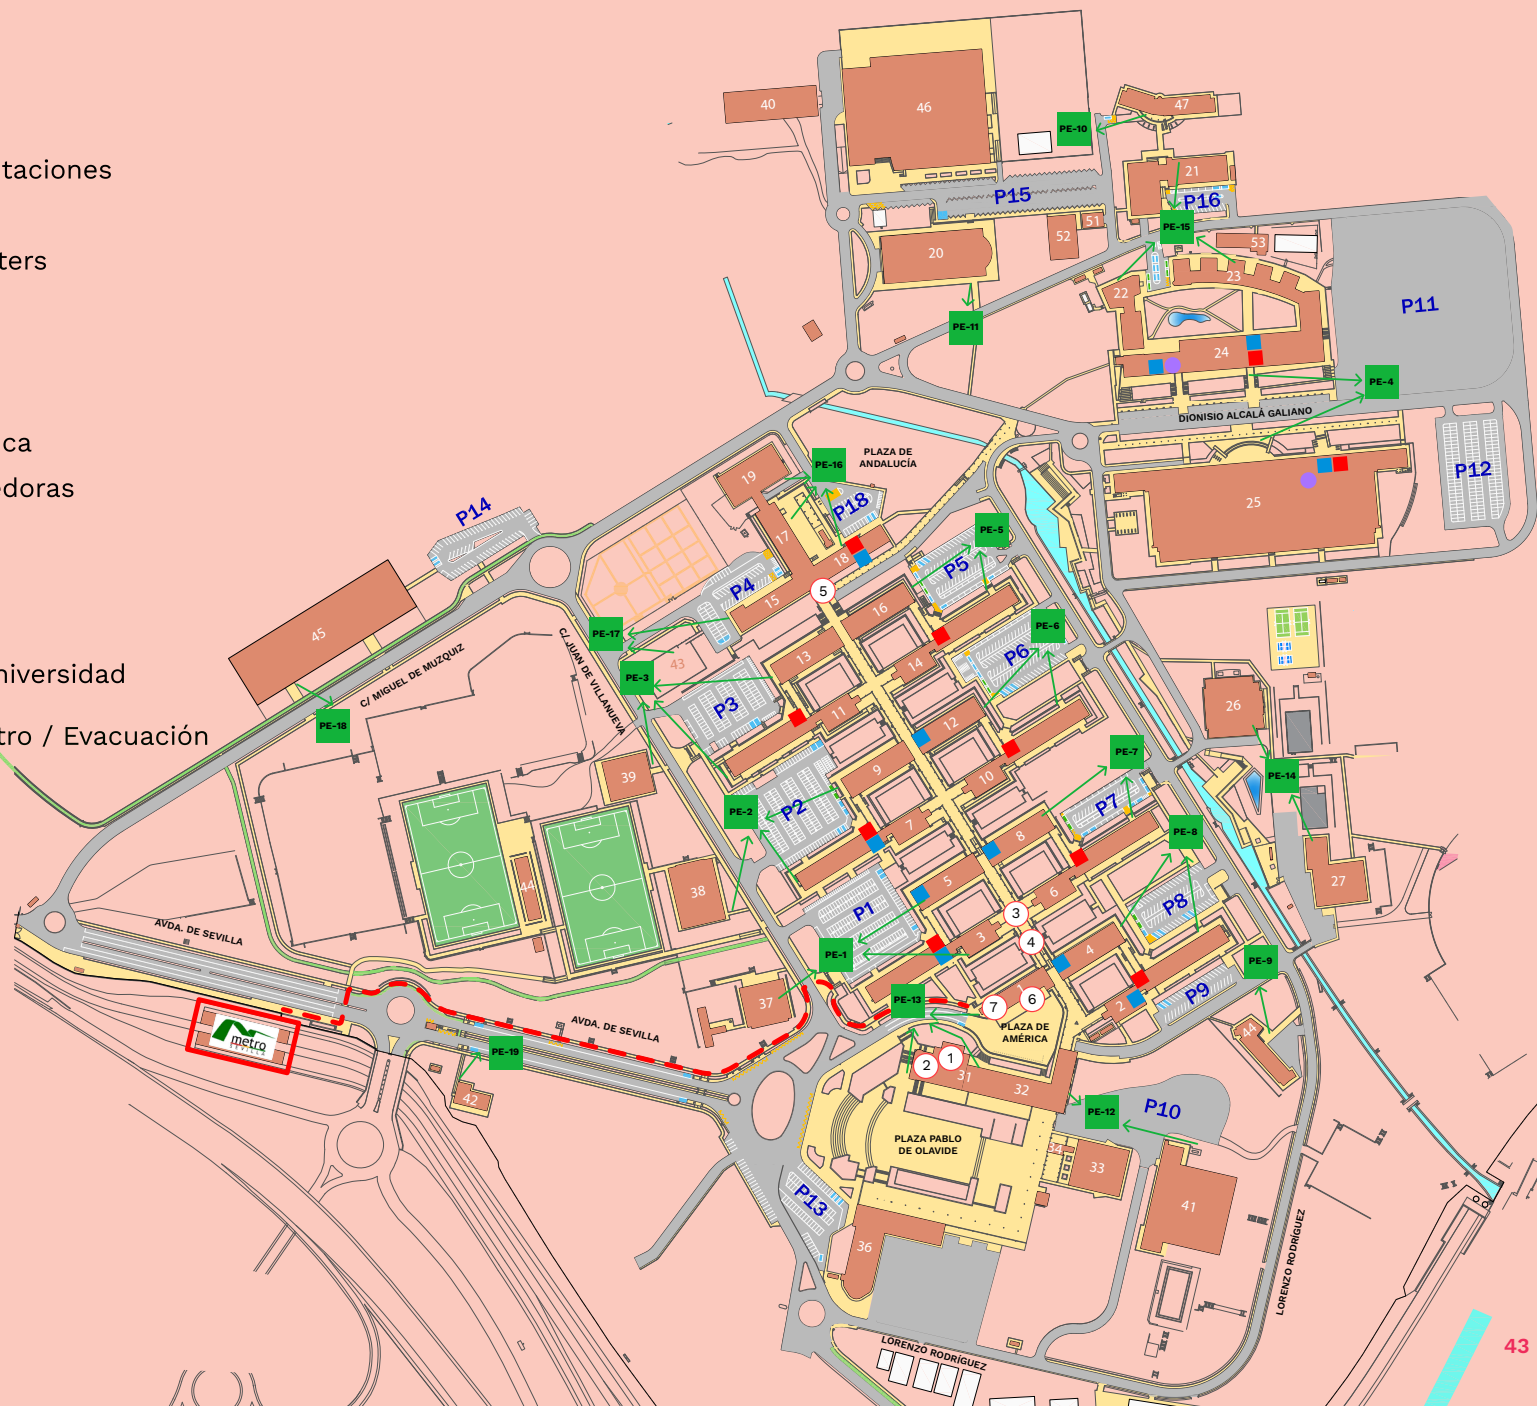 taciones
ters
ca
edoras
niversidad
tro / Evacuación
40
46
PE-10
47
21
P15
P16
51
52
PE-15
53
20
22
23
P11
PE-11
24
PE-4
DIONISIO ALCALÁ GALIANO
PLAZA DE
ANDALUCÍA
PE-16
19
P12
P14
P18
25
17
PE-5
18
P5
P4
5
15
16
45
PE-17
PE-6
C/ MIGUEL DE MUZQUIZ
C/ JUAN DE VILLANUEVA
13
14
P6
43
PE-3
26
P3
11
12
PE-18
PE-7
39
9
10
PE-14
P2
PE-2
P7
7
8
PE-8
44
38
5
6
27
P1
P8
3
AVDA. DE SEVILLA
3
4
4
PE-1
PE-9
37
PE-13
7
6
1
2
P9
metro
SEVILLA
AVDA. DE SEVILLA
PLAZA DE
AMÉRICA
44
PE-19
2
1
31
32
42
PE-12
P10
PLAZA PABLO
DE OLAVIDE
34
33
P13
41
36
LORENZO RODRÍGUEZ
LORENZO RODRÍGUEZ
43